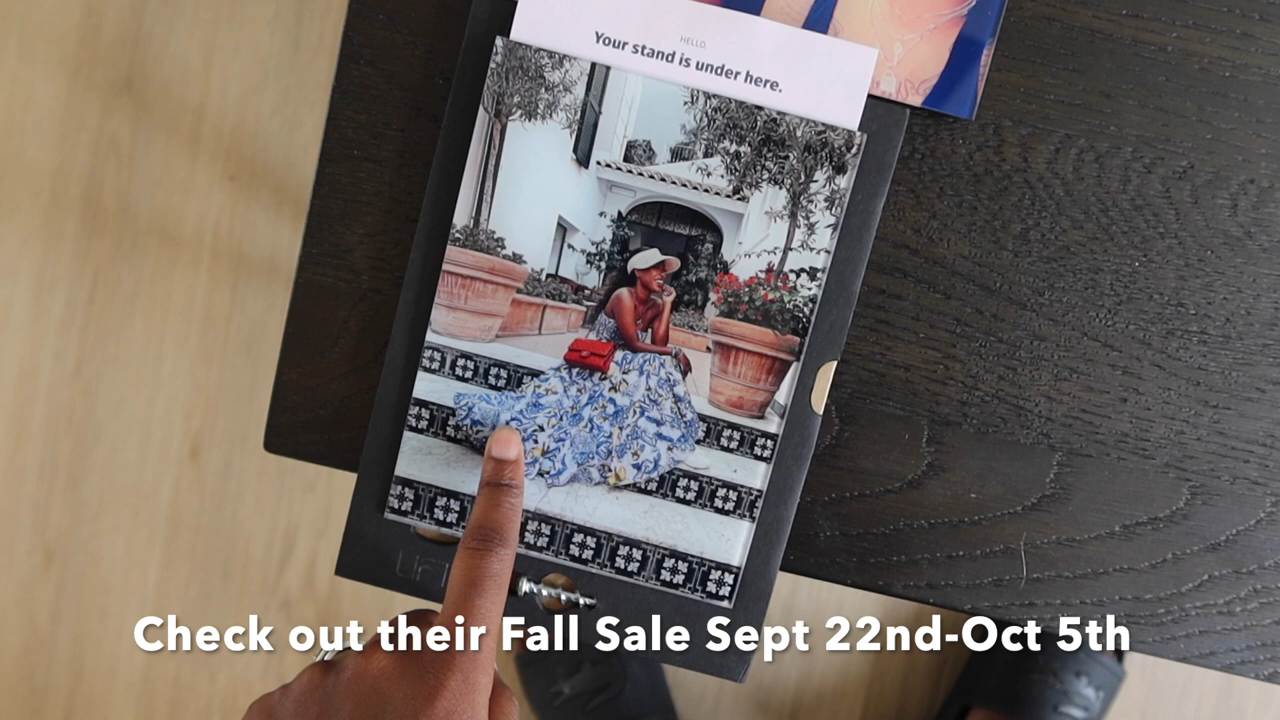 HELLO.
Your stand is under here.
Check out their Fall Sale Sept 22nd-Oct 5th